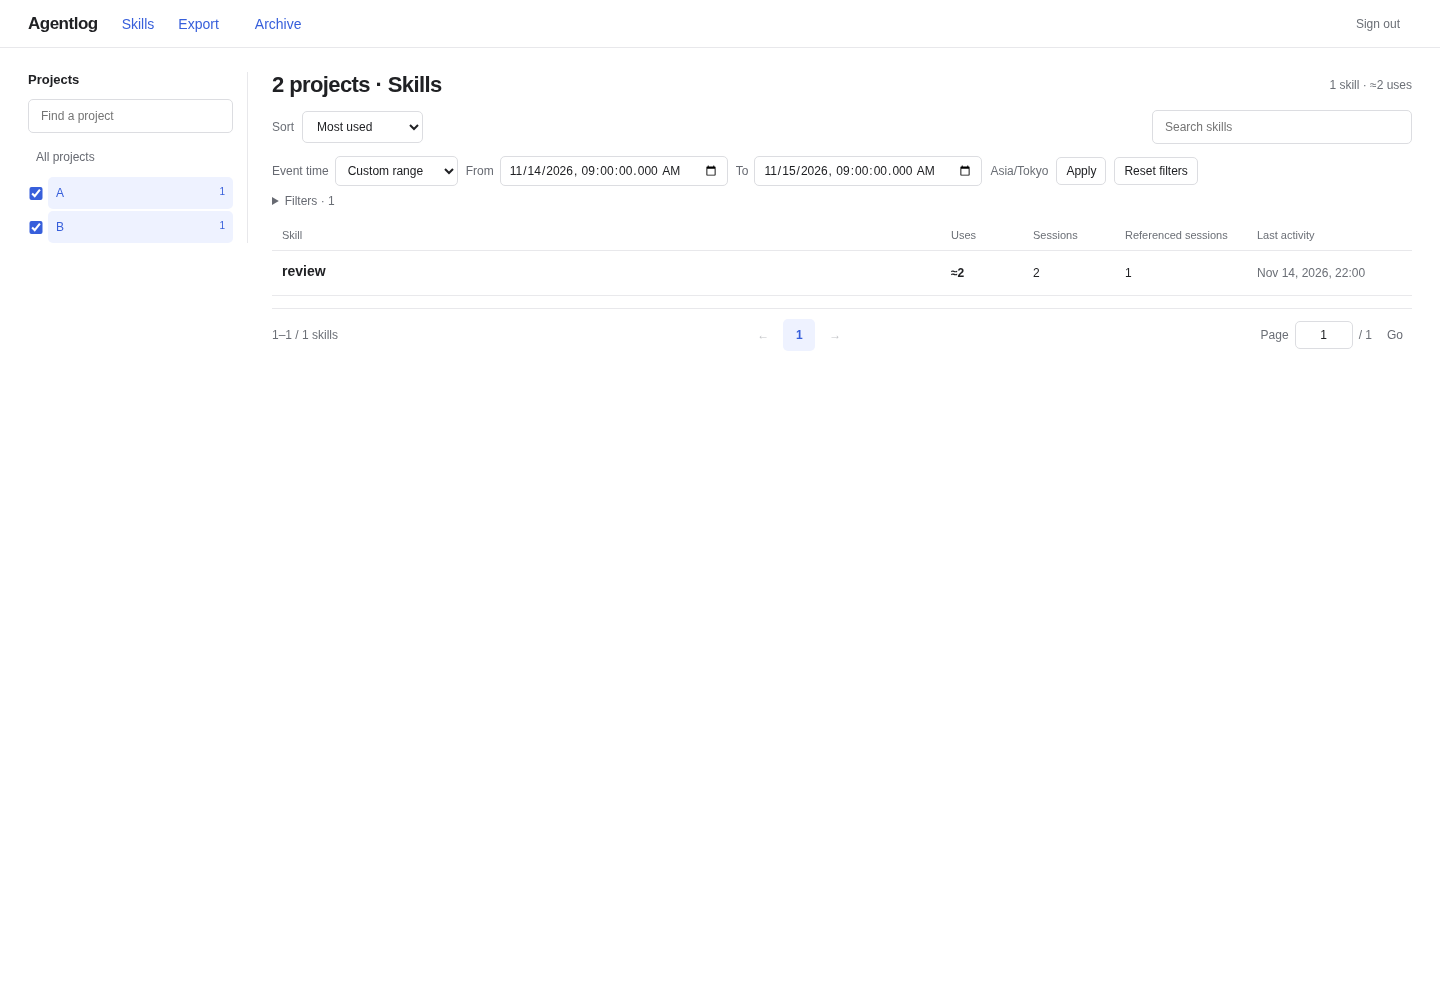 Agentlog Skills Export Archive Sign out
Projects
Find a project
All projects
A 1
B 1
2 projects · Skills
1 skill · ≈2 uses
Sort Most used
Search skills
Event time Custom range From 11/14/2026, 09:00:00.000 AM To 11/15/2026, 09:00:00.000 AM Asia/Tokyo Apply Reset filters
Filters · 1
Skill Uses Sessions Referenced sessions Last activity
review ≈2 2 1 Nov 14, 2026, 22:00
1–1 / 1 skills ← 1 → Page 1 / 1 Go